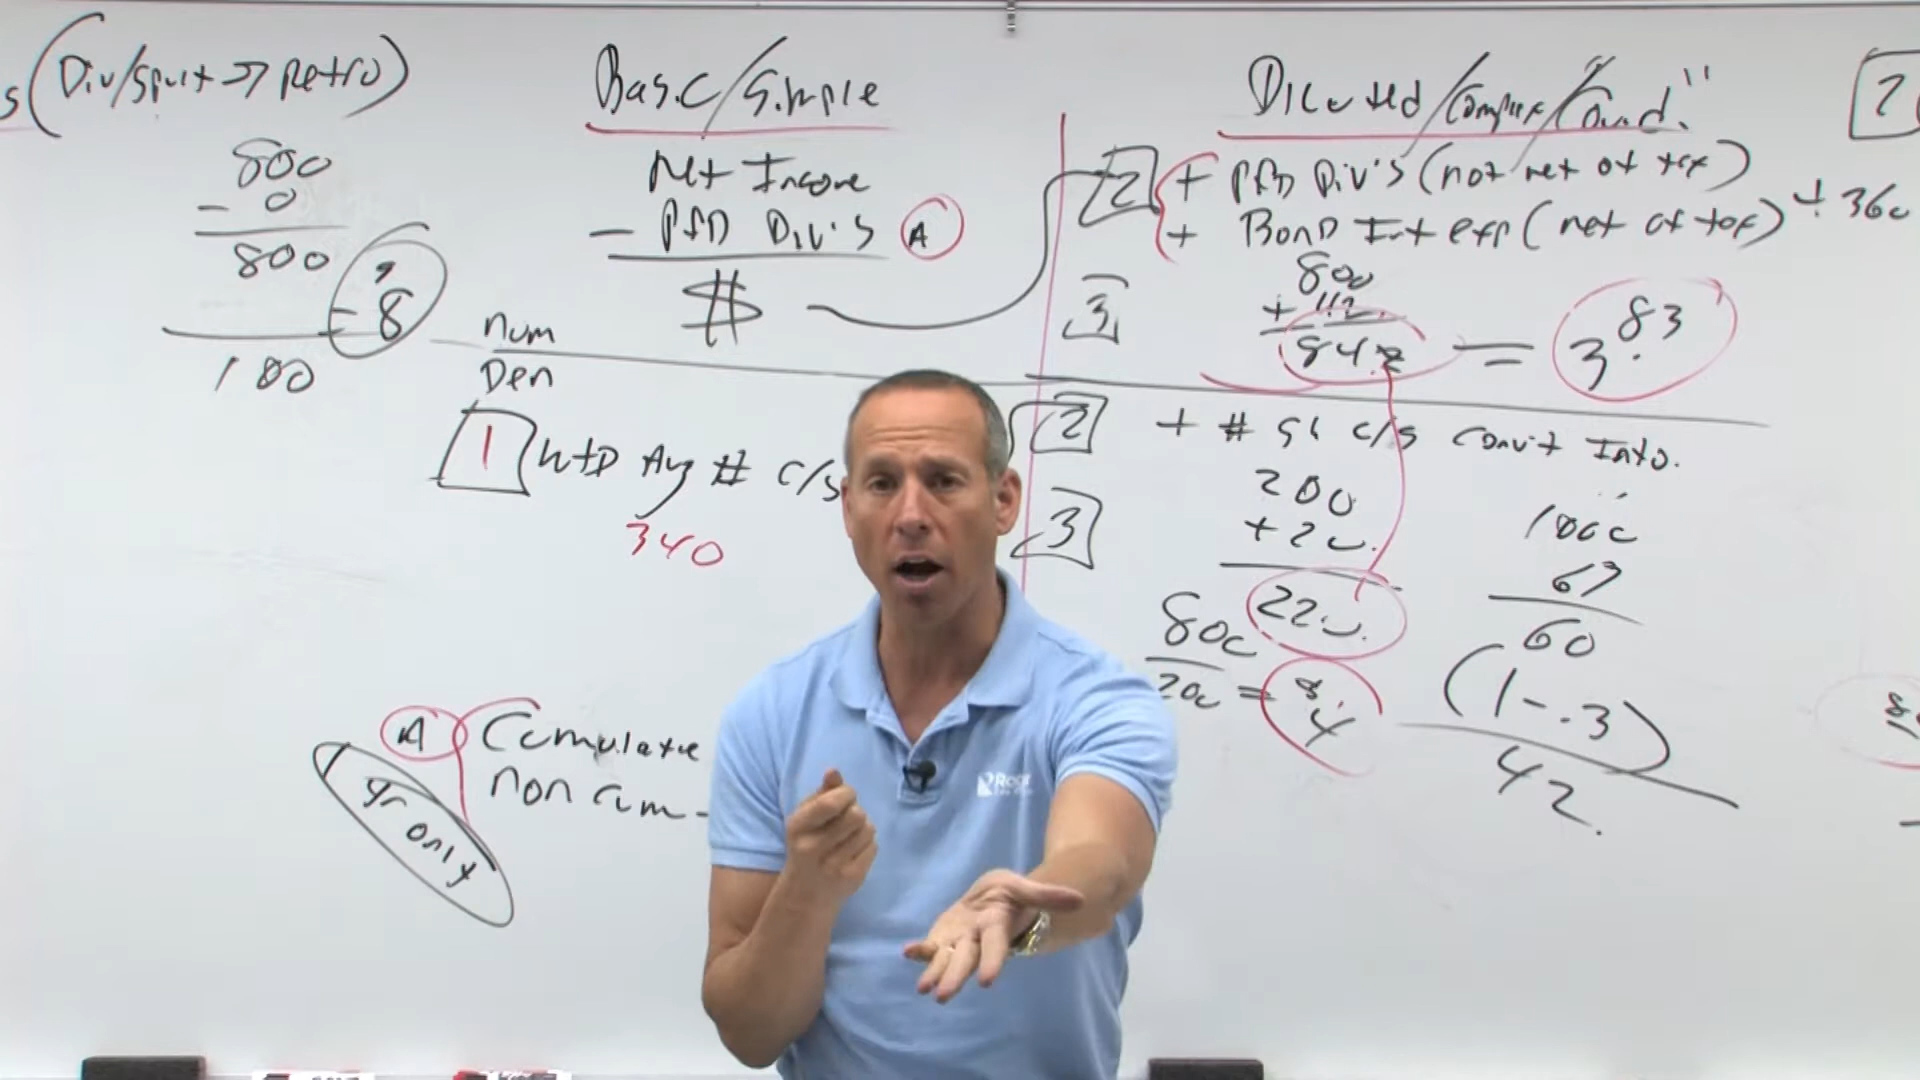 s (Div/Split => Retro)
800
- 0
800
= 8
100
Basic/Simple
Net Income
- PFD Div's A
$
num
Den
1 Wtd Avg # c/s
340
A Cumulative
non cum -
yr only
Diluted/Complex/
2 + PFD Div's (not net of tax)
+ Bond Int exp (net of tax) + 360
3
800
+ 42
842 = 3.83
2 + # sh c/s Conv't Into.
3
200
+ 20
220
800
200 = $4
1000
6%
60
(1-.3)
42
2